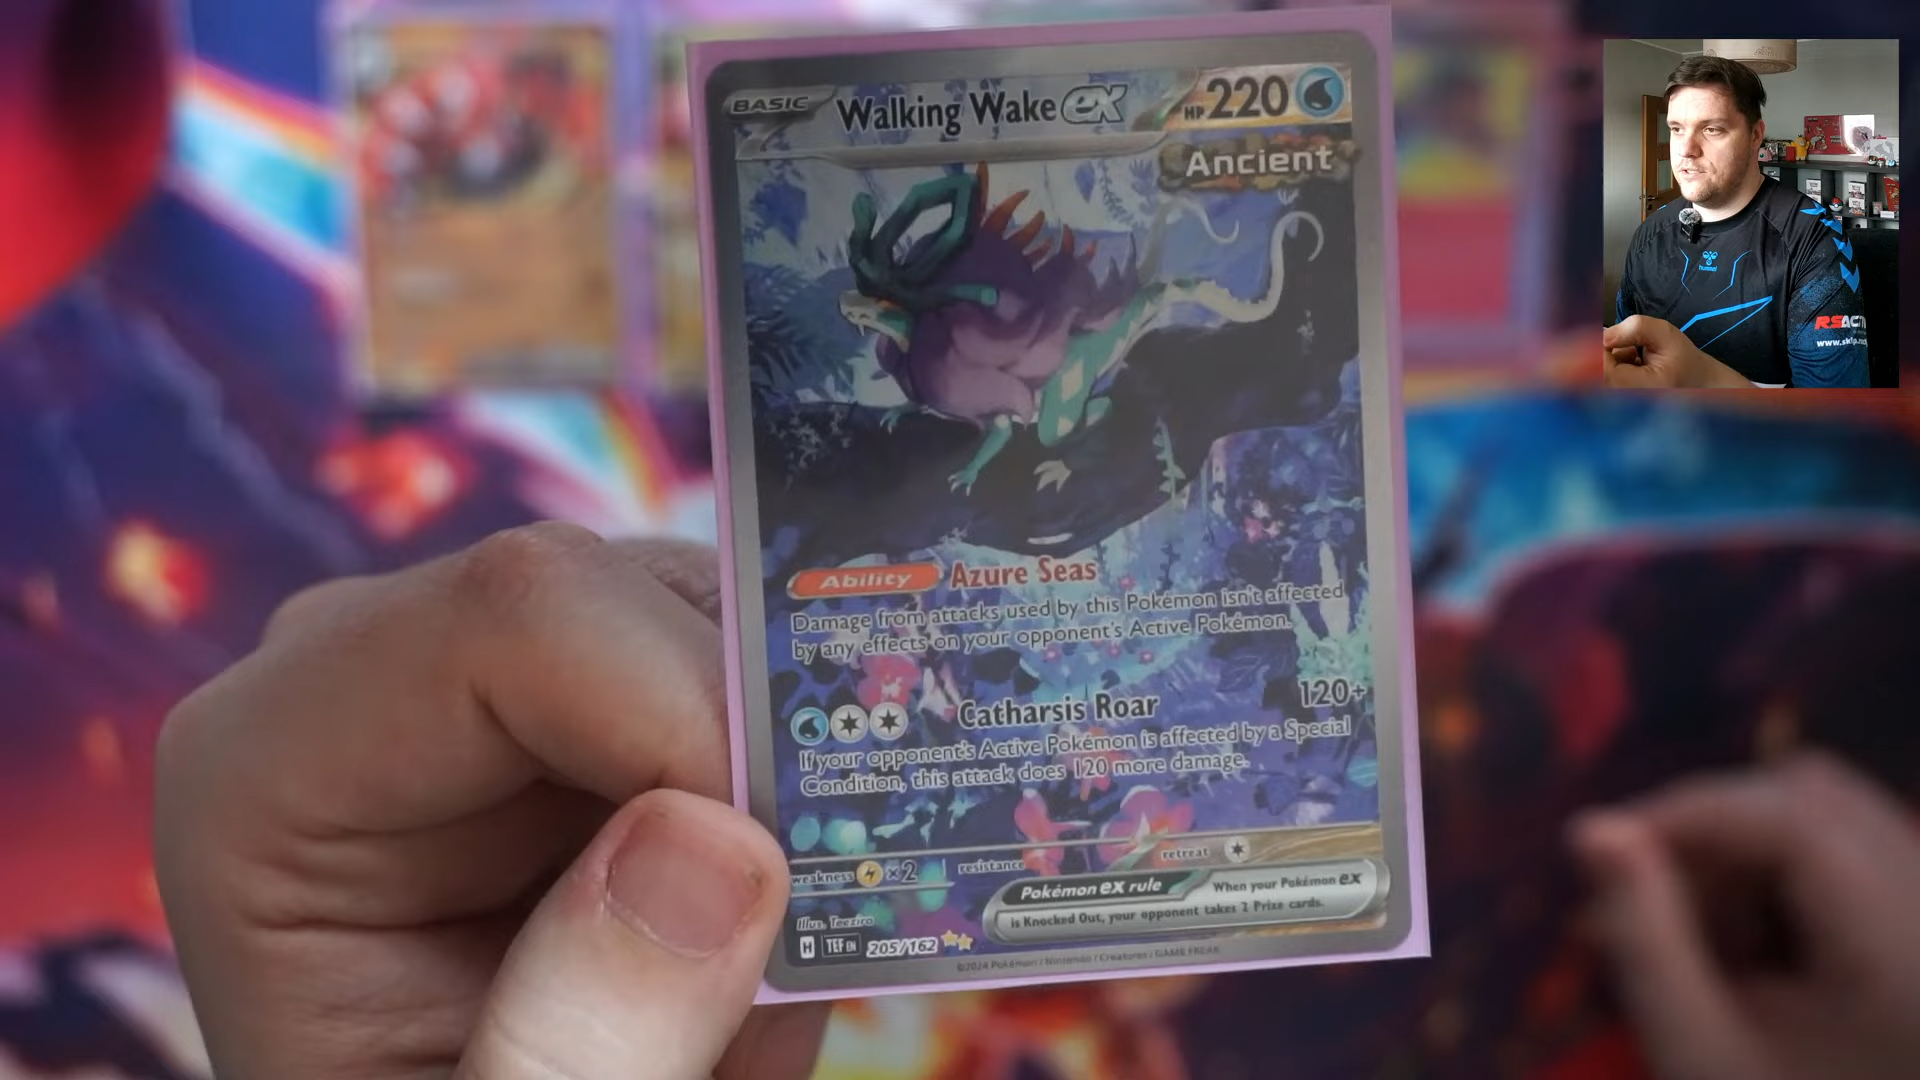 BASIC
Walking Wake ex
HP 220
Ancient
Ability Azure Seas
Damage from attacks used by this Pokémon isn't affected
by any effects on your opponent's Active Pokémon.
Catharsis Roar 120+
If your opponent's Active Pokémon is affected by a Special
Condition, this attack does 120 more damage.
weakness ×2 resistance retreat
Pokémon ex rule When your Pokémon ex
is Knocked Out, your opponent takes 2 Prize cards.
Illus. Teeziro
H TEF EN 205/162
©2024 Pokémon / Nintendo / Creatures / GAME FREAK
hummel